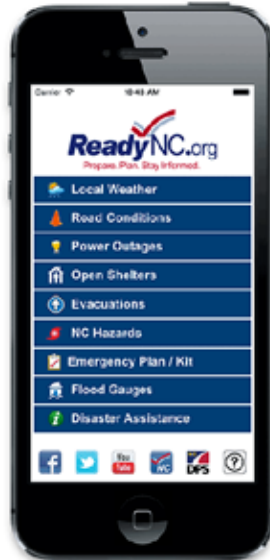 Carrier 10:43 AM
ReadyNC.org
Prepare. Plan. Stay Informed.
Local Weather
Road Conditions
Power Outages
Open Shelters
Evacuations
NC Hazards
Emergency Plan / Kit
Flood Gauges
Disaster Assistance
f You Tube NC DPS ?